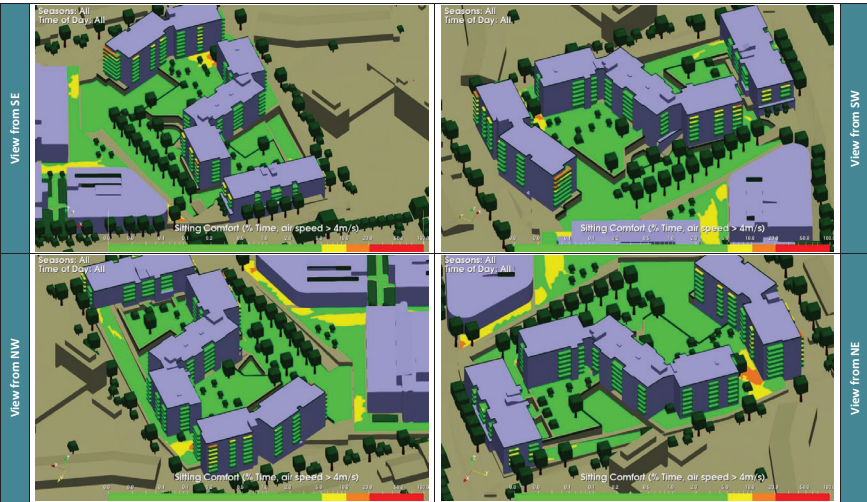 View from SE
Seasons: All
Time of Day: All
Sitting Comfort (% Time, air speed > 4m/s)
View from SW
Seasons: All
Time of Day: All
Sitting Comfort (% Time, air speed > 4m/s)
View from NW
Seasons: All
Time of Day: All
Sitting Comfort (% Time, air speed > 4m/s)
View from NE
Seasons: All
Time of Day: All
Sitting Comfort (% Time, air speed > 4m/s)